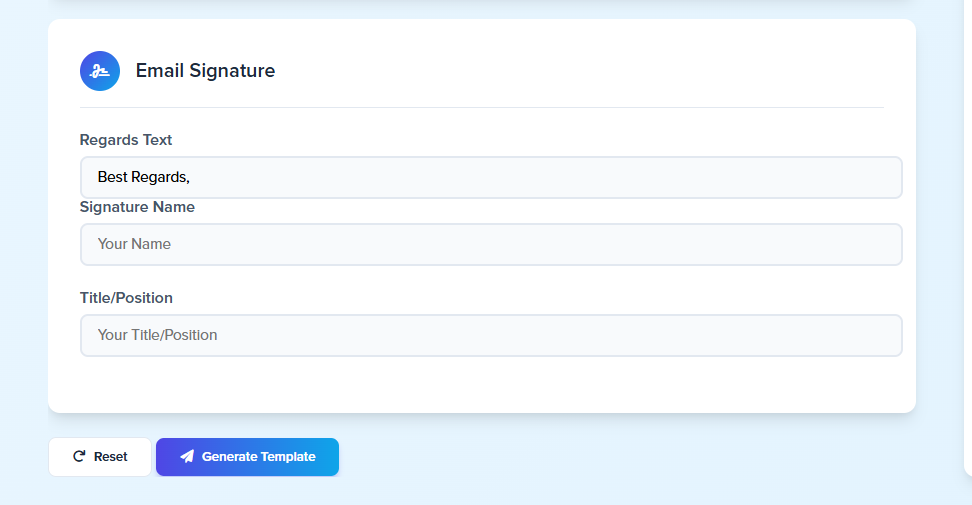 Email Signature
Regards Text
Best Regards,
Signature Name
Your Name
Title/Position
Your Title/Position
Reset
Generate Template